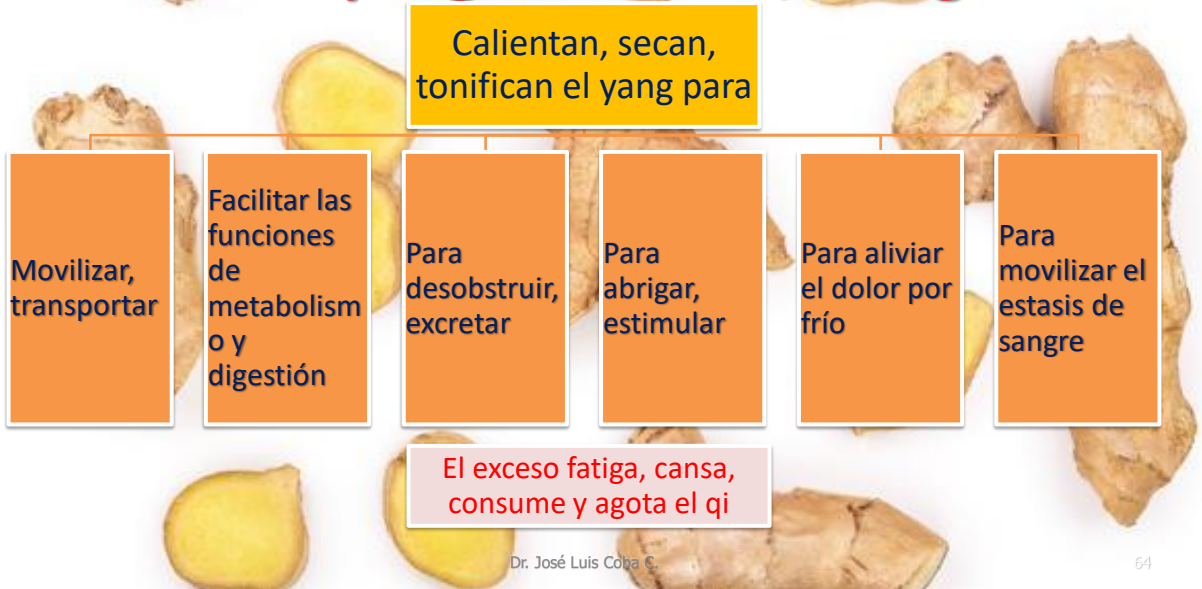 Calientan, secan,
tonifican el yang para
Movilizar,
transportar
Facilitar las
funciones
de
metabolism
o y
digestión
Para
desobstruir,
excretar
Para
abrigar,
estimular
Para aliviar
el dolor por
frío
Para
movilizar el
estasis de
sangre
El exceso fatiga, cansa,
consume y agota el qi
Dr. José Luis Coba C.
64